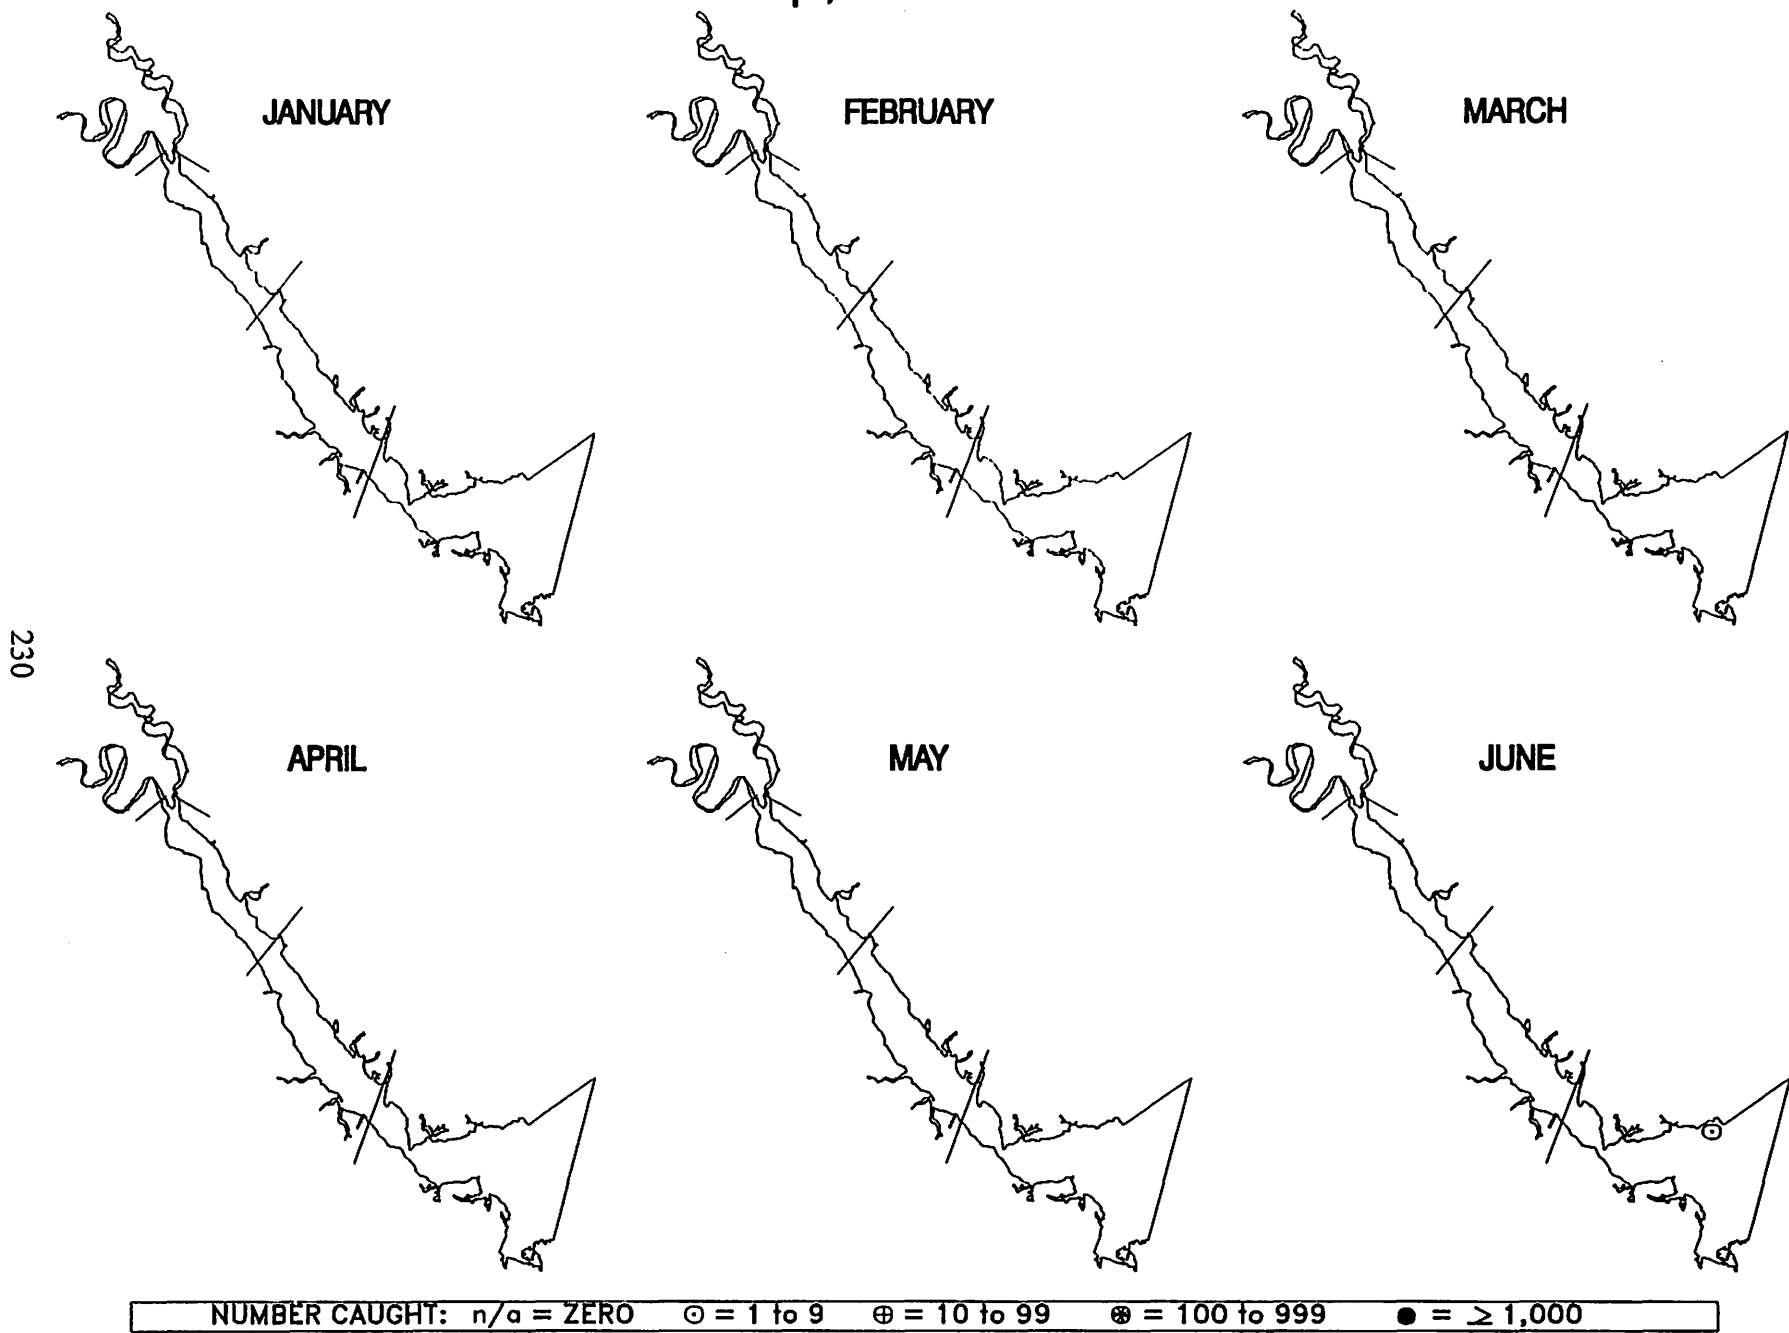 JANUARY
FEBRUARY
MARCH
230
APRIL
MAY
JUNE
NUMBER CAUGHT: n/a = ZERO ⊙ = 1 to 9 ⊕ = 10 to 99 ⊛ = 100 to 999 ● = ≥ 1,000